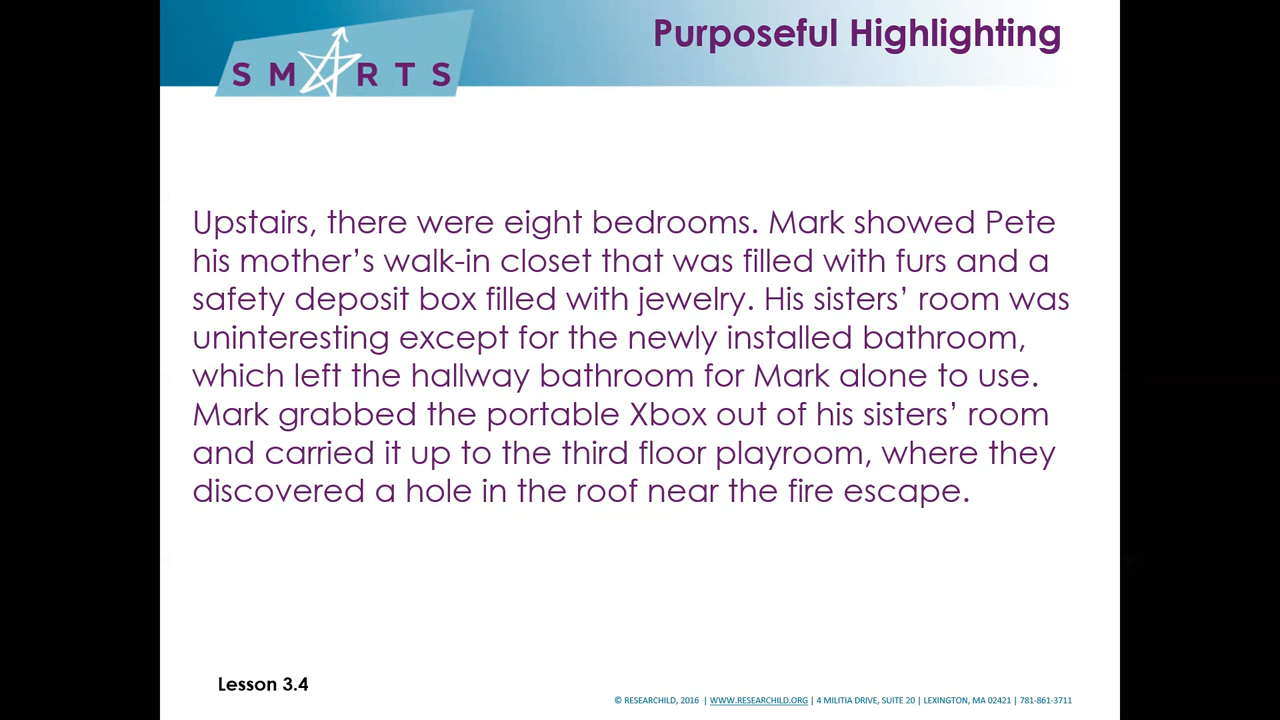 Purposeful Highlighting
SMARTS
Upstairs, there were eight bedrooms. Mark showed Pete
his mother’s walk-in closet that was filled with furs and a
safety deposit box filled with jewelry. His sisters’ room was
uninteresting except for the newly installed bathroom,
which left the hallway bathroom for Mark alone to use.
Mark grabbed the portable Xbox out of his sisters’ room
and carried it up to the third floor playroom, where they
discovered a hole in the roof near the fire escape.
Lesson 3.4
© RESEARCHILD, 2016 | WWW.RESEARCHILD.ORG | 4 MILITIA DRIVE, SUITE 20 | LEXINGTON, MA 02421 | 781-861-3711